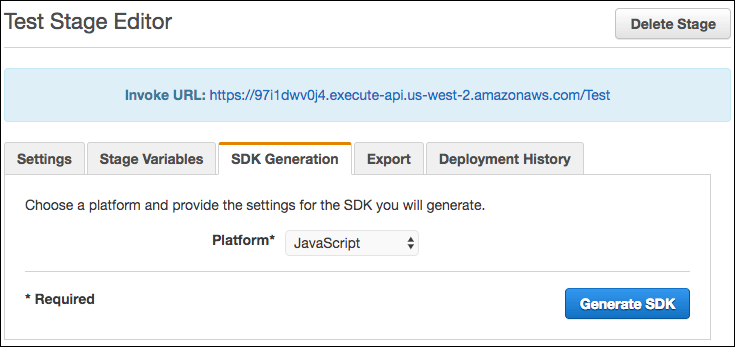 Test Stage Editor
Delete Stage
Invoke URL: https://97i1dwv0j4.execute-api.us-west-2.amazonaws.com/Test
Settings
Stage Variables
SDK Generation
Export
Deployment History
Choose a platform and provide the settings for the SDK you will generate.
Platform*
JavaScript
* Required
Generate SDK